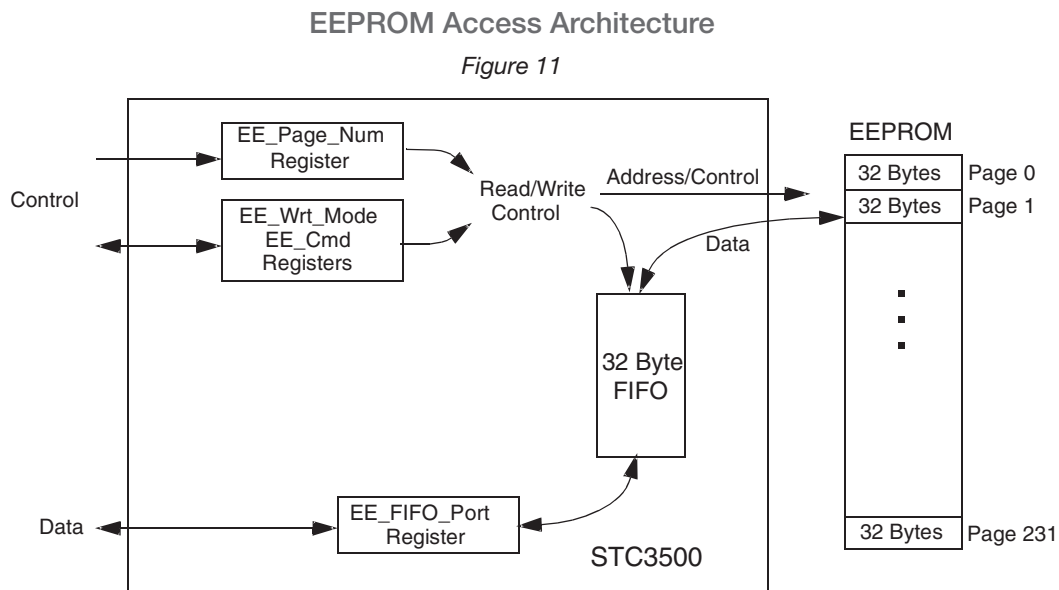 EEPROM Access Architecture
Figure 11
EE_Page_Num
Register
EEPROM
Control
EE_Wrt_Mode
EE_Cmd
Registers
Read/Write
Control
Address/Control
Data
32 Bytes
Page 0
32 Bytes
Page 1
32 Byte
FIFO
Data
EE_FIFO_Port
Register
STC3500
32 Bytes
Page 231